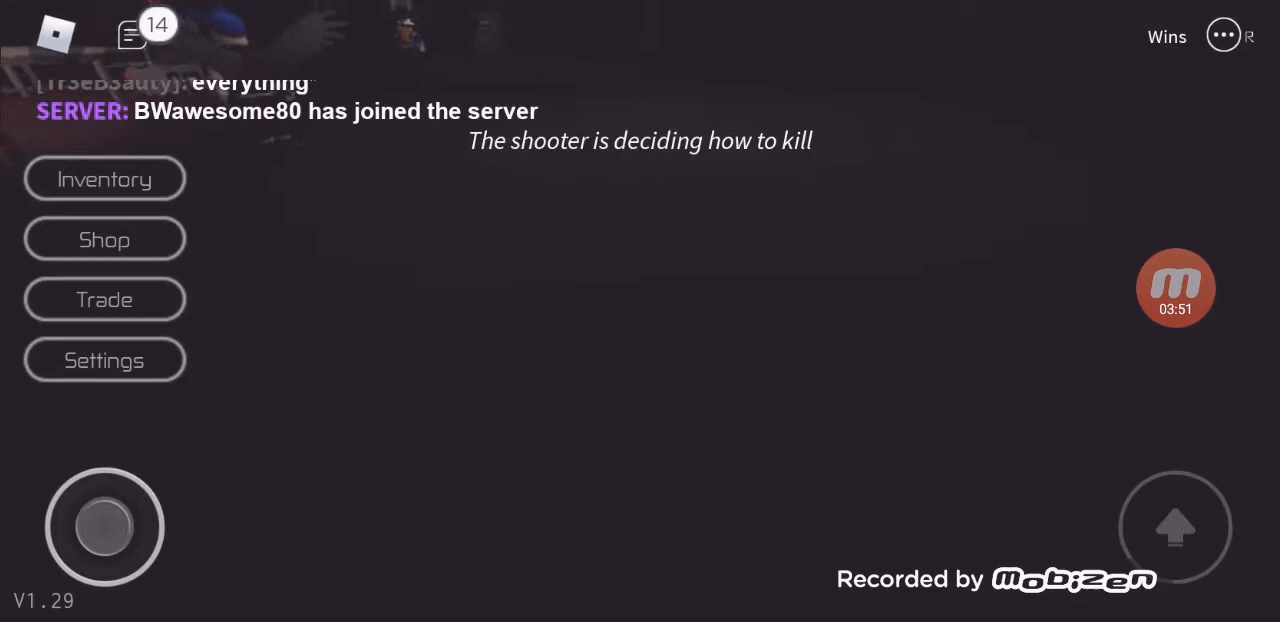 14
Wins
R
[Tr3eB3auty]: everything"
SERVER: BWawesome80 has joined the server
The shooter is deciding how to kill
Inventory
Shop
Trade
Settings
03:51
Recorded by mobizen
V1.29